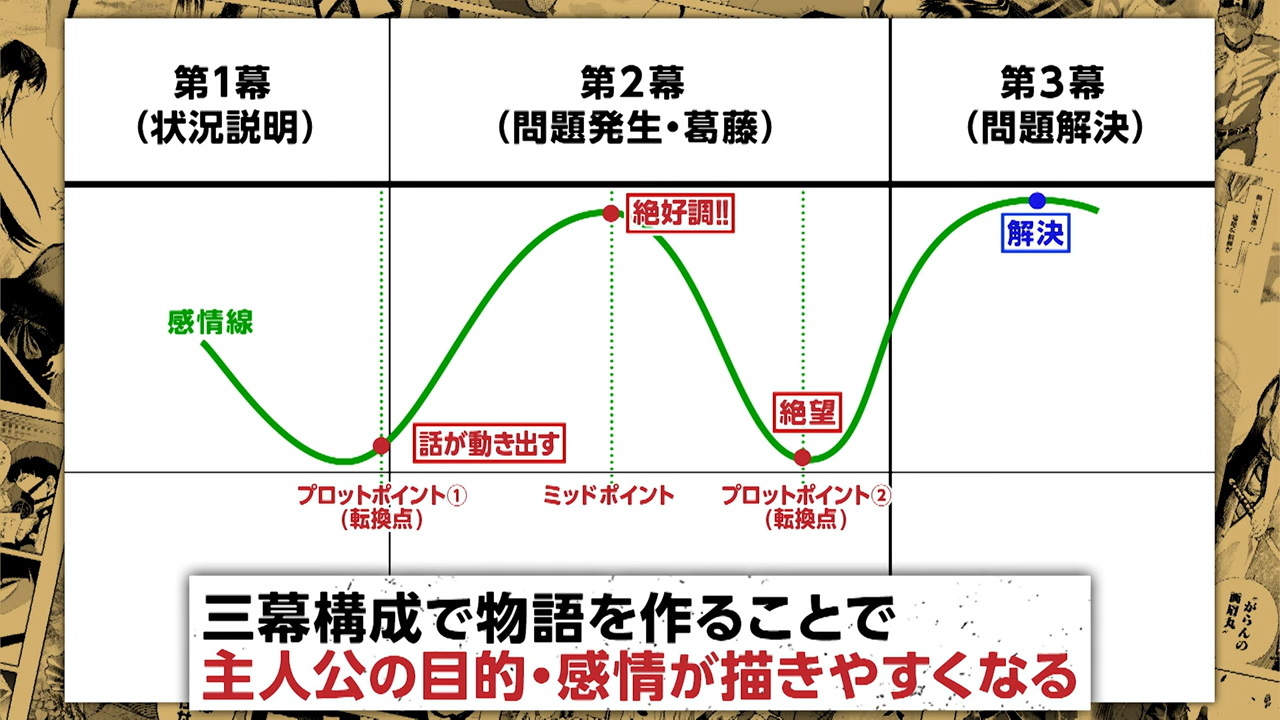 第1幕
(状況説明)
第2幕
(問題発生・葛藤)
第3幕
(問題解決)
感情線
絶好調!!
解決
絶望
話が動き出す
プロットポイント①
(転換点)
ミッドポイント
プロットポイント②
(転換点)
三幕構成で物語を作ることで
主人公の目的・感情が描きやすくなる